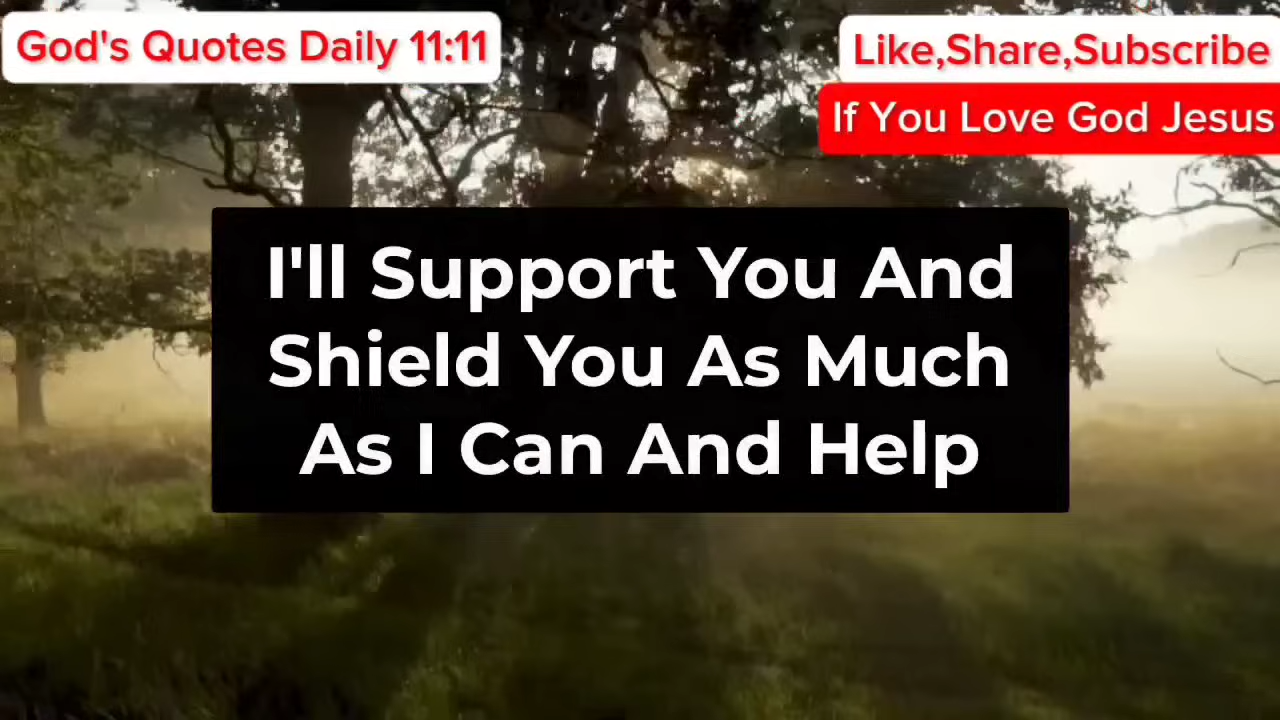 God's Quotes Daily 11:11
Like,Share,Subscribe
If You Love God Jesus
I'll Support You And
Shield You As Much
As I Can And Help